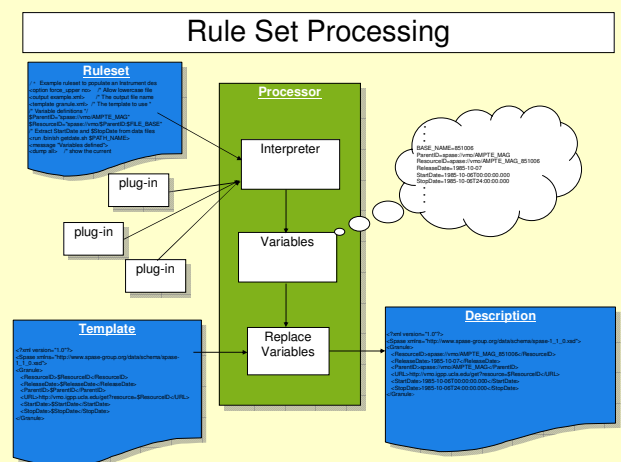 Rule Set Processing
Ruleset
Example ruleset to populate an Instrument des
<option force_upper no> /* Allow lowercase file
<output example.xml> /* The output file name
<template granule.xml> /* The template to use *
/* Variable definitions */
$ParentID="spase://vmo/AMPTE_MAG"
$ResourceID="spase://vmo/$ParentID:$FILE_BASE"
/* Extract StartDate and $StopDate from data files
<run /bin/sh getdate.sh $PATH_NAME>
<message "Variables defined">
<dump all> /* show the current
plug-in
plug-in
plug-in
Processor
Interpreter
Variables
Replace
Variables
BASE_NAME=851006
ParentID=spase://vmo/AMPTE_MAG
ResourceID=spase://vmo/AMPTE_MAG_851006
ReleaseDate=1985-10-07
StartDate=1985-10-06T00:00:00.000
StopDate=1985-10-06T24:00:00.000
Template
<?xml version="1.0"?>
<Spase xmlns="http://www.spase-group.org/data/schema/spase-
1_1_0.xsd">
<Granule>
<ResourceID>$ResourceID</ResourceID>
<ReleaseDate>$ReleaseDate</ReleaseDate>
<ParentID>$ParentID</ParentID>
<URL>http://vmo.igpp.ucla.edu/get?resource=$ResourceID</URL>
<StartDate>$StartDate</StartDate>
<StopDate>$StopDate</StopDate>
</Granule>
Description
<?xml version="1.0"?>
<Spase xmlns="http://www.spase-group.org/data/schema/spase-1_1_0.xsd">
<Granule>
<ResourceID>spase://vmo/AMPTE_MAG_851006</ResourceID>
<ReleaseDate>1985-10-07</ReleaseDate>
<ParentID>spase://vmo/AMPTE_MAG</ParentID>
<URL>http://vmo.igpp.ucla.edu/get?resource=$ResourceID</URL>
<StartDate>1985-10-06T00:00:00.000</StartDate>
<StopDate>1985-10-06T24:00:00.000</StopDate>
</Granule>